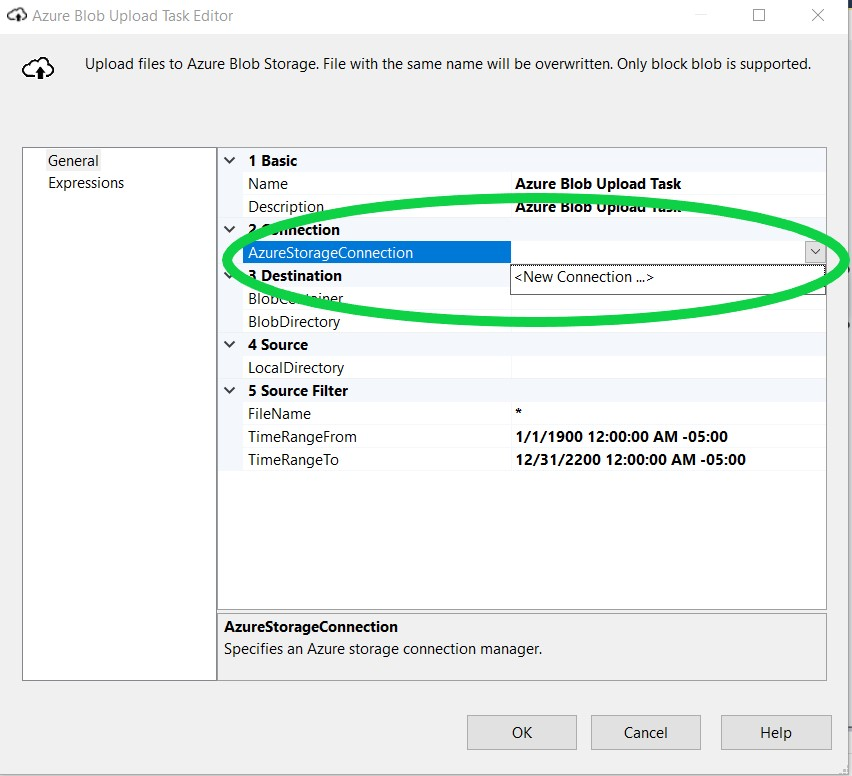 Azure Blob Upload Task Editor
Upload files to Azure Blob Storage. File with the same name will be overwritten. Only block blob is supported.
General
Expressions
1 Basic
Name Azure Blob Upload Task
Description Azure Blob Upload Task
2 Connection
AzureStorageConnection
<New Connection ...>
3 Destination
BlobContainer
BlobDirectory
4 Source
LocalDirectory
5 Source Filter
FileName *
TimeRangeFrom 1/1/1900 12:00:00 AM -05:00
TimeRangeTo 12/31/2200 12:00:00 AM -05:00
AzureStorageConnection
Specifies an Azure storage connection manager.
OK Cancel Help